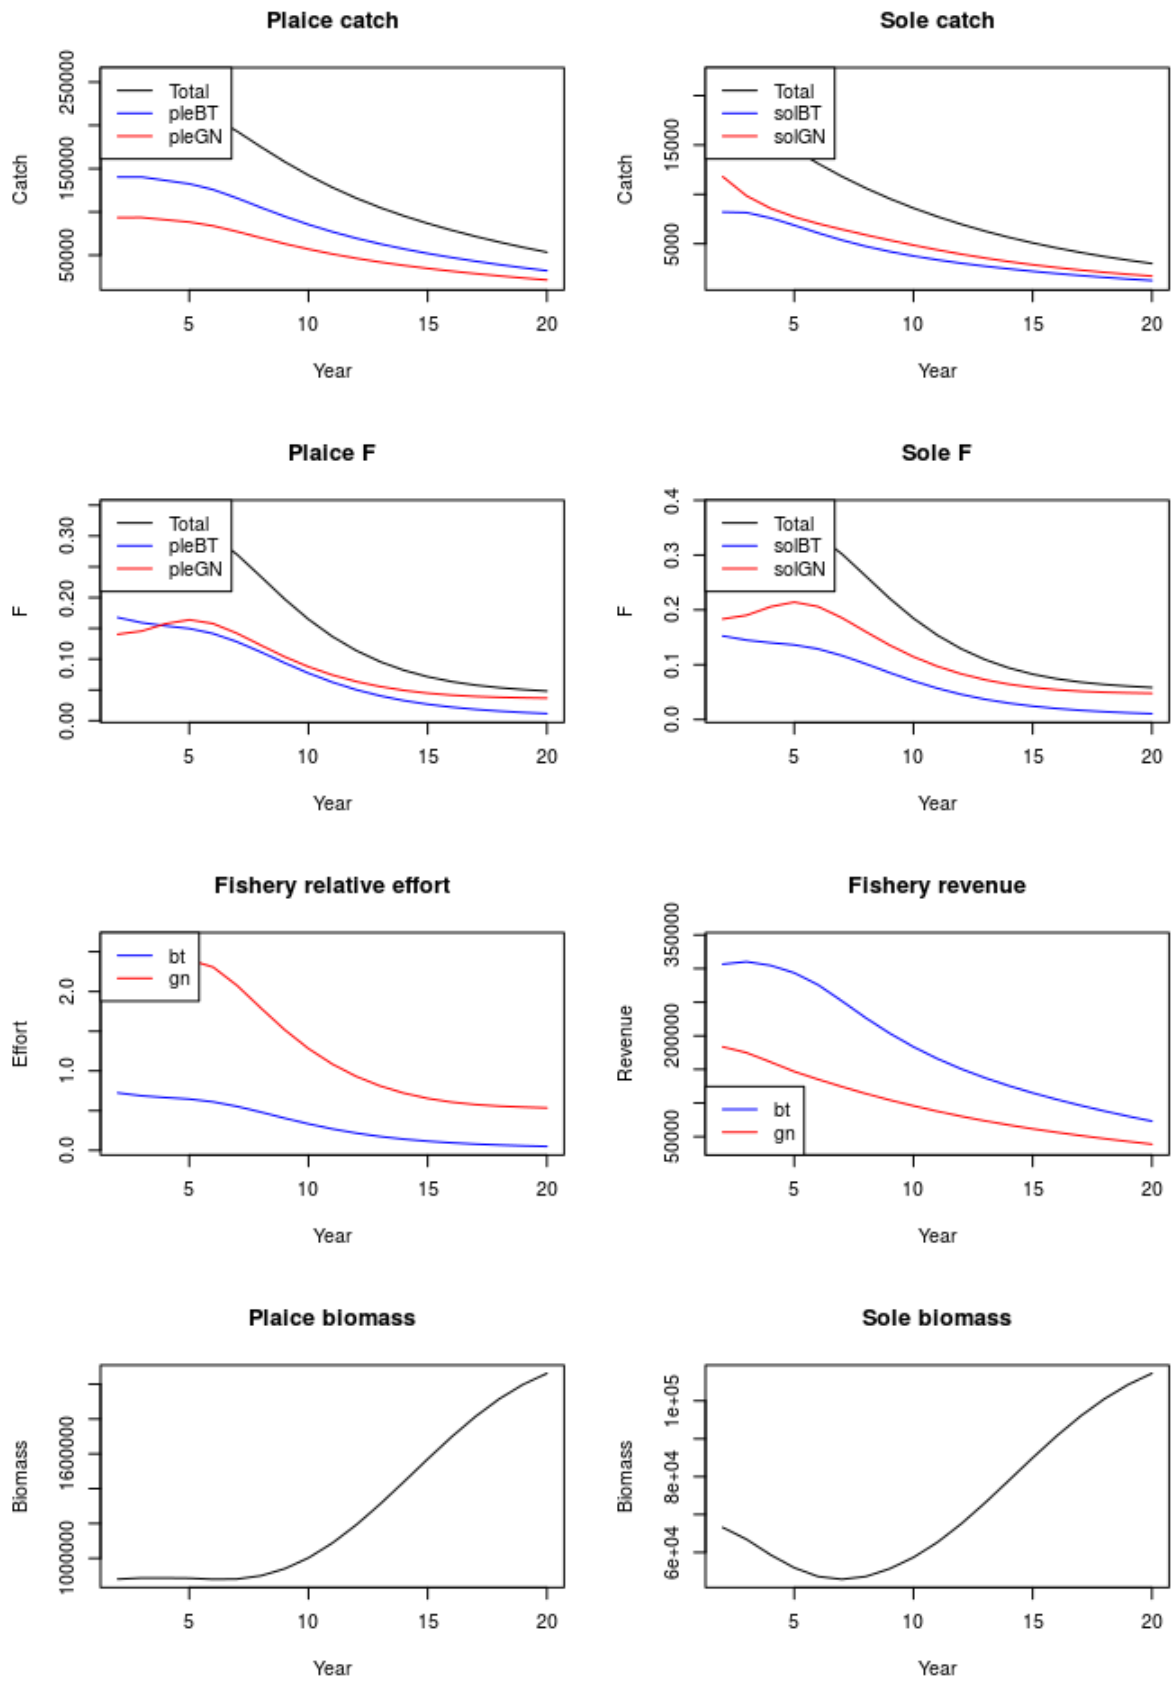 Plaice catch
250000
150000
50000
Catch
Total
pleBT
pleGN
5 10 15 20
Year
Sole catch
15000
5000
Catch
Total
solBT
solGN
5 10 15 20
Year
Plaice F
0.30
0.20
0.10
0.00
F
Total
pleBT
pleGN
5 10 15 20
Year
Sole F
0.4
0.3
0.2
0.1
0.0
F
Total
solBT
solGN
5 10 15 20
Year
Fishery relative effort
2.0
1.0
0.0
Effort
bt
gn
5 10 15 20
Year
Fishery revenue
350000
200000
50000
Revenue
bt
gn
5 10 15 20
Year
Plaice biomass
1600000
1000000
Biomass
5 10 15 20
Year
Sole biomass
1e+05
8e+04
6e+04
Biomass
5 10 15 20
Year